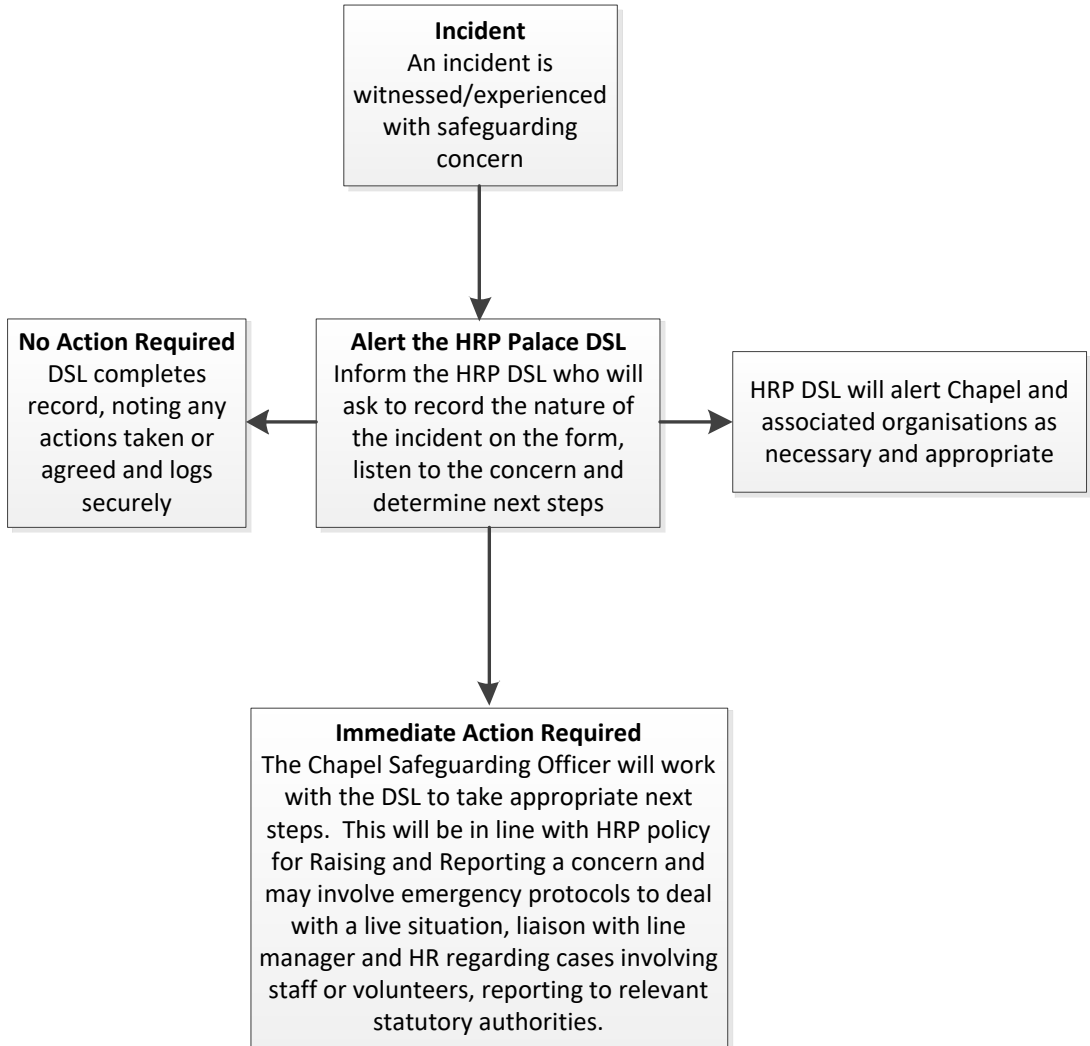 Incident
An incident is
witnessed/experienced
with safeguarding
concern
No Action Required
DSL completes
record, noting any
actions taken or
agreed and logs
securely
Alert the HRP Palace DSL
Inform the HRP DSL who will
ask to record the nature of
the incident on the form,
listen to the concern and
determine next steps
HRP DSL will alert Chapel and
associated organisations as
necessary and appropriate
Immediate Action Required
The Chapel Safeguarding Officer will work
with the DSL to take appropriate next
steps.  This will be in line with HRP policy
for Raising and Reporting a concern and
may involve emergency protocols to deal
with a live situation, liaison with line
manager and HR regarding cases involving
staff or volunteers, reporting to relevant
statutory authorities.